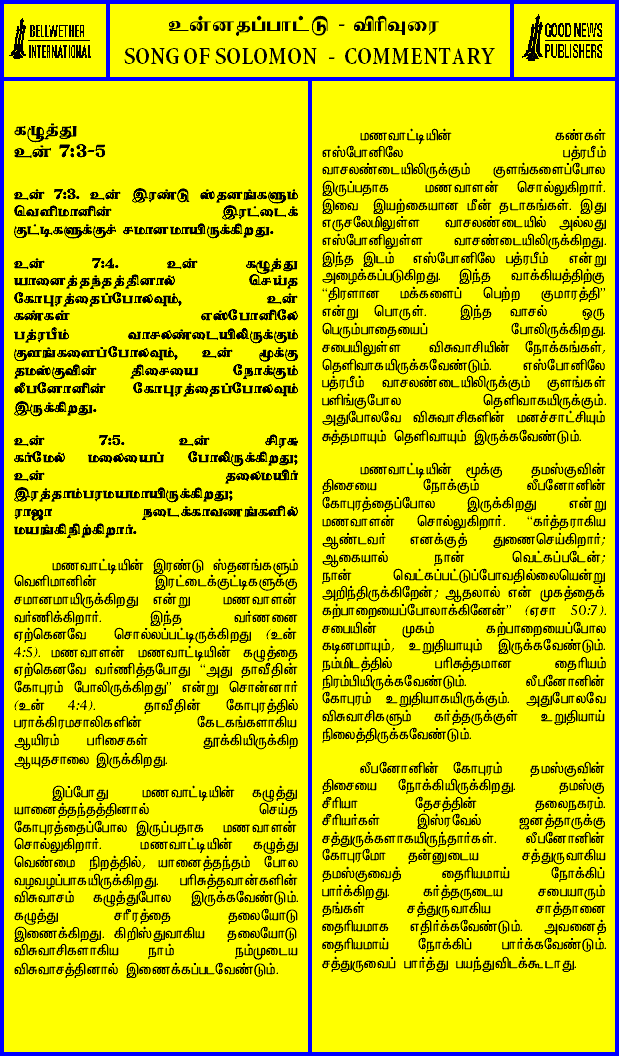 BELLWETHER
INTERNATIONAL
உன்னதப்பாட்டு - விரிவுரை
SONG OF SOLOMON - COMMENTARY
GOOD NEWS
PUBLISHERS
கழுத்து
உன் 7:3-5
உன் 7:3. உன் இரண்டு ஸ்தனங்களும்
வெளிமானின் இரட்டைக்
குட்டிகளுக்குச் சமானமாயிருக்கிறது.
உன் 7:4. உன் கழுத்து
யானைத்தந்தத்தினால் செய்த
கோபுரத்தைப்போலவும், உன்
கண்கள் எஸ்போனிலே
பத்ரபீம் வாசலண்டையிலிருக்கும்
குளங்களைப்போலவும், உன் மூக்கு
தமஸ்குவின் திசையை நோக்கும்
லீபனோனின் கோபுரத்தைப்போலவும்
இருக்கிறது.
உன் 7:5. உன் சிரசு
கர்மேல் மலையைப் போலிருக்கிறது;
உன் தலைமயிர்
இரத்தாம்பரமயமாயிருக்கிறது;
ராஜா நடைக்காவணங்களில்
மயங்கிநிற்கிறார்.
மணவாட்டியின் இரண்டு ஸ்தனங்களும்
வெளிமானின் இரட்டைக்குட்டிகளுக்கு
சமானமாயிருக்கிறது என்று மணவாளன்
வர்ணிக்கிறார். இந்த வர்ணனை
ஏற்கெனவே சொல்லப்பட்டிருக்கிறது (உன்
4:5). மணவாளன் மணவாட்டியின் கழுத்தை
ஏற்கெனவே வர்ணித்தபோது “அது தாவீதின்
கோபுரம் போலிருக்கிறது” என்று சொன்னார்
(உன் 4:4). தாவீதின் கோபுரத்தில்
பராக்கிரமசாலிகளின் கேடகங்களாகிய
ஆயிரம் பரிசைகள் தூக்கியிருக்கிற
ஆயுதசாலை இருக்கிறது.
இப்போது மணவாட்டியின் கழுத்து
யானைத்தந்தத்தினால் செய்த
கோபுரத்தைப்போல இருப்பதாக மணவாளன்
சொல்லுகிறார். மணவாட்டியின் கழுத்து
வெண்மை நிறத்தில், யானைத்தந்தம் போல
வழவழப்பாகயிருக்கிறது. பரிசுத்தவான்களின்
விசுவாசம் கழுத்துபோல இருக்கவேண்டும்.
கழுத்து சரீரத்தை தலையோடு
இணைக்கிறது. கிறிஸ்துவாகிய தலையோடு
விசுவாசிகளாகிய நாம் நம்முடைய
விசுவாசத்தினால் இணைக்கப்படவேண்டும்.
மணவாட்டியின் கண்கள்
எஸ்போனிலே பத்ரபீம்
வாசலண்டையிலிருக்கும் குளங்களைப்போல
இருப்பதாக மணவாளன் சொல்லுகிறார்.
இவை இயற்கையான மீன் தடாகங்கள். இது
எருசலேமிலுள்ள வாசலண்டையில் அல்லது
எஸ்போனிலுள்ள வாசண்டையிலிருக்கிறது.
இந்த இடம் எஸ்போனிலே பத்ரபீம் என்று
அழைக்கப்படுகிறது. இந்த வாக்கியத்திற்கு
“திரளான மக்களைப் பெற்ற குமாரத்தி”
என்று பொருள். இந்த வாசல் ஒரு
பெரும்பாதையைப் போலிருக்கிறது.
சபையிலுள்ள விசுவாசியின் நோக்கங்கள்,
தெளிவாகயிருக்கவேண்டும். எஸ்போனிலே
பத்ரபீம் வாசலண்டையிலிருக்கும் குளங்கள்
பளிங்குபோல தெளிவாகயிருக்கும்.
அதுபோலவே விசுவாசிகளின் மனச்சாட்சியும்
சுத்தமாயும் தெளிவாயும் இருக்கவேண்டும்.
மணவாட்டியின் மூக்கு தமஸ்குவின்
திசையை நோக்கும் லீபனோனின்
கோபுரத்தைப்போல இருக்கிறது என்று
மணவாளன் சொல்லுகிறார். “கர்த்தராகிய
ஆண்டவர் எனக்குத் துணைசெய்கிறார்;
ஆகையால் நான் வெட்கப்படேன்;
நான் வெட்கப்பட்டுப்போவதில்லையென்று
அறிந்திருக்கிறேன்; ஆதலால் என் முகத்தைக்
கற்பாறையைப்போலாக்கினேன்” (ஏசா 50:7).
சபையின் முகம் கற்பாறையைப்போல
கடினமாயும், உறுதியாயும் இருக்கவேண்டும்.
நம்மிடத்தில் பரிசுத்தமான தைரியம்
நிரம்பியிருக்கவேண்டும். லீபனோனின்
கோபுரம் உறுதியாகயிருக்கும். அதுபோலவே
விசுவாசிகளும் கர்த்தருக்குள் உறுதியாய்
நிலைத்திருக்கவேண்டும்.
லீபனோனின் கோபுரம் தமஸ்குவின்
திசையை நோக்கியிருக்கிறது. தமஸ்கு
சீரியா தேசத்தின் தலைநகரம்.
சீரியர்கள் இஸ்ரவேல் ஜனத்தாருக்கு
சத்துருக்களாகயிருந்தார்கள். லீபனோனின்
கோபுரமோ தன்னுடைய சத்துருவாகிய
தமஸ்குவைத் தைரியமாய் நோக்கிப்
பார்க்கிறது. கர்த்தருடைய சபையாரும்
தங்கள் சத்துருவாகிய சாத்தானை
தைரியமாக எதிர்க்கவேண்டும். அவனைத்
தைரியமாய் நோக்கிப் பார்க்கவேண்டும்.
சத்துருவைப் பார்த்து பயந்துவிடக்கூடாது.